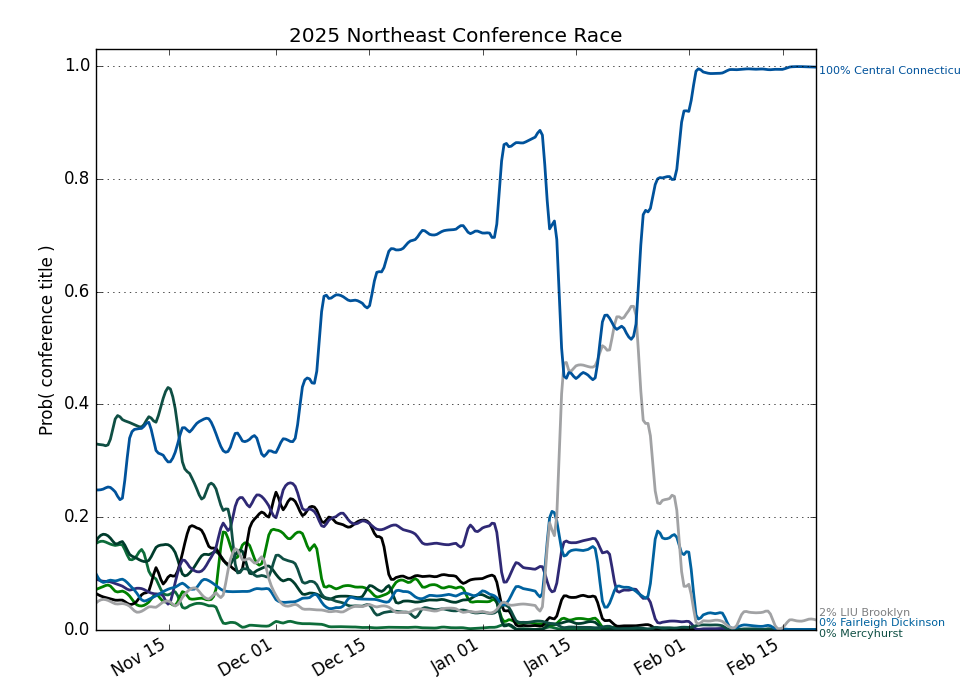 2025 Northeast Conference Race
Prob( conference title )
1.0
0.8
0.6
0.4
0.2
0.0
Nov 15
Dec 01
Dec 15
Jan 01
Jan 15
Feb 01
Feb 15
100% Central Connecticu
2% LIU Brooklyn
0% Fairleigh Dickinson
0% Mercyhurst